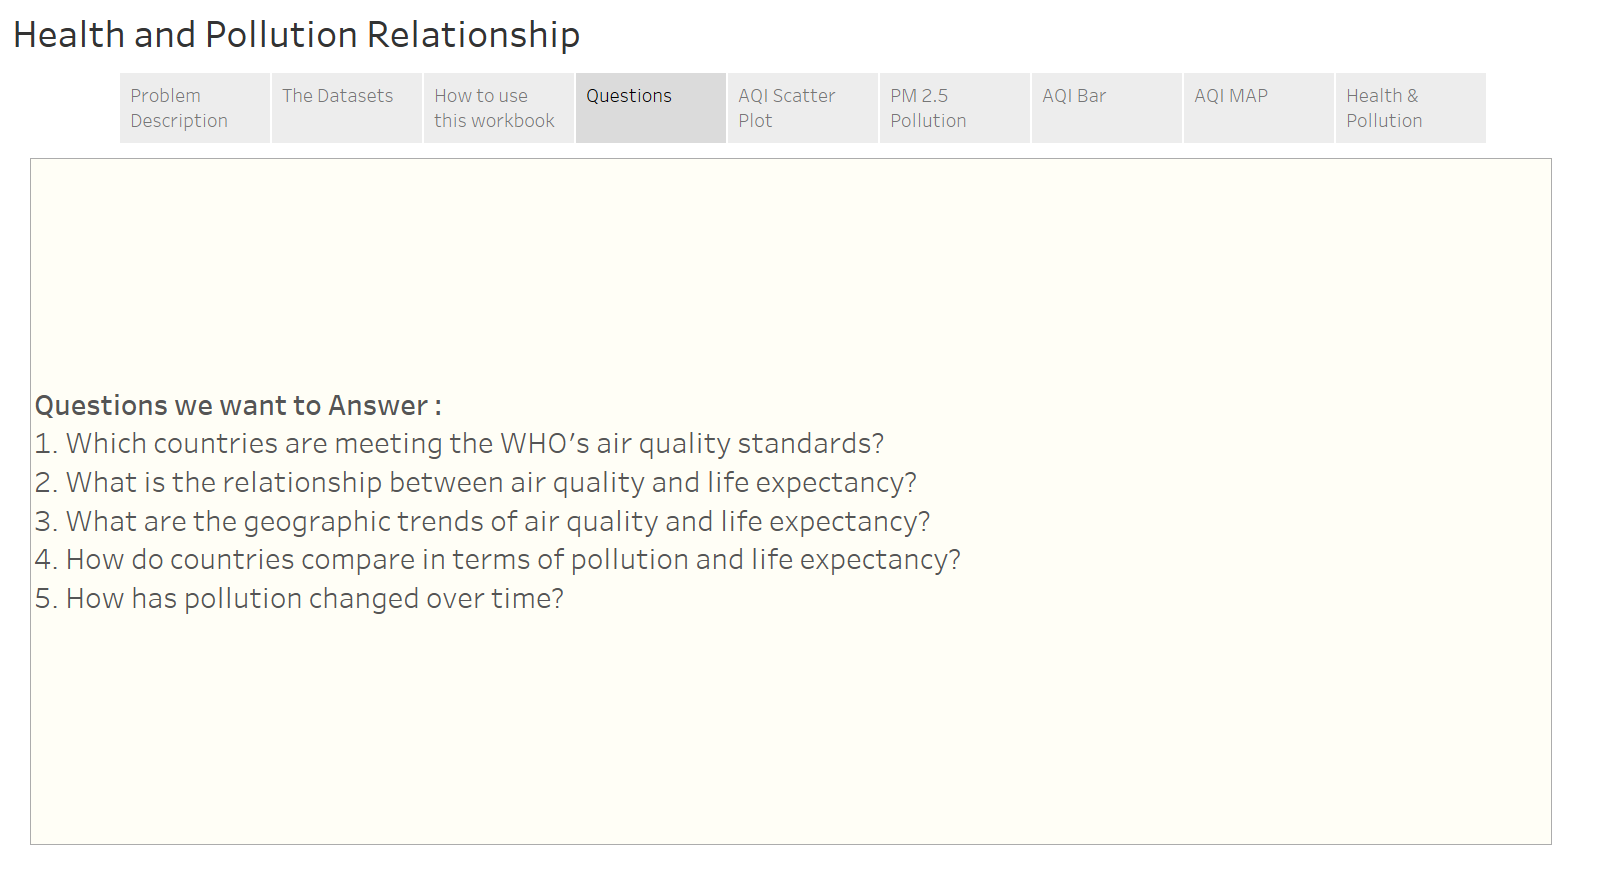 Health and Pollution Relationship
Problem
Description
The Datasets
How to use
this workbook
Questions
AQI Scatter
Plot
PM 2.5
Pollution
AQI Bar
AQI MAP
Health &
Pollution
Questions we want to Answer :
1. Which countries are meeting the WHO’s air quality standards?
2. What is the relationship between air quality and life expectancy?
3. What are the geographic trends of air quality and life expectancy?
4. How do countries compare in terms of pollution and life expectancy?
5. How has pollution changed over time?